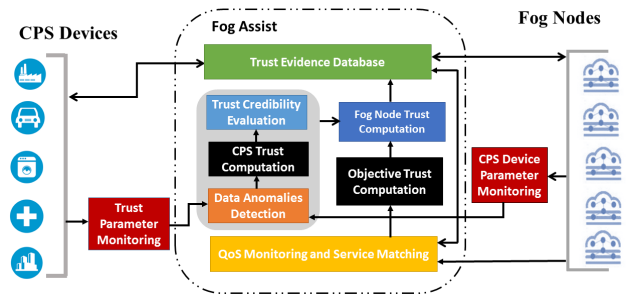 CPS Devices
Fog Assist
Fog Nodes
Trust Evidence Database
Trust Credibility
Evaluation
Fog Node Trust
Computation
CPS Trust
Computation
Objective Trust
Computation
CPS Device
Parameter
Monitoring
Data Anomalies
Detection
Trust
Parameter
Monitoring
QoS Monitoring and Service Matching